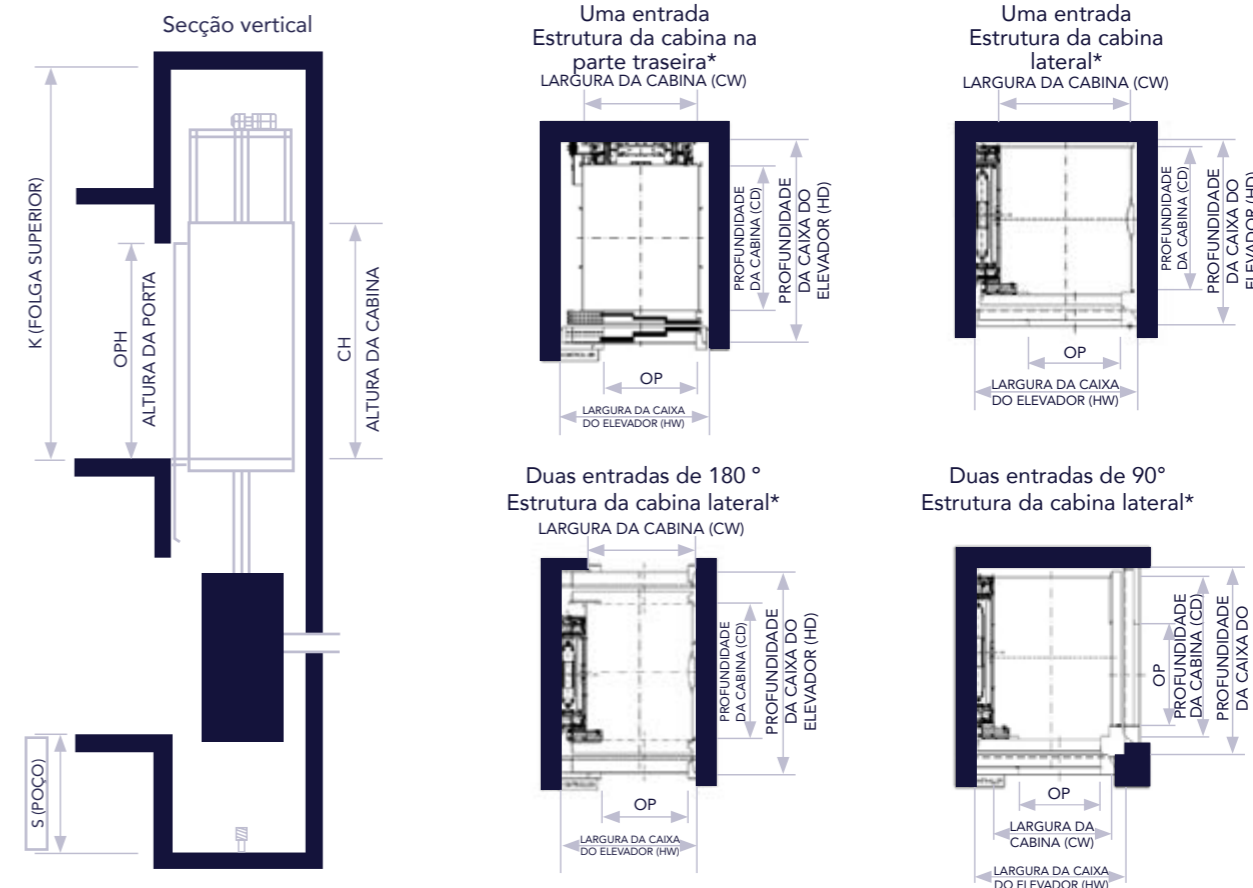 Secção vertical
K (FOLGA SUPERIOR)
OPH
ALTURA DA PORTA
CH
ALTURA DA CABINA
S (POÇO)
Uma entrada
Estrutura da cabina na
parte traseira*
LARGURA DA CABINA (CW)
PROFUNDIDADE
DA CABINA (CD)
PROFUNDIDADE
DA CAIXA DO
ELEVADOR (HD)
OP
LARGURA DA CAIXA
DO ELEVADOR (HW)
Uma entrada
Estrutura da cabina
lateral*
LARGURA DA CABINA (CW)
PROFUNDIDADE
DA CABINA (CD)
PROFUNDIDADE
DA CAIXA DO
ELEVADOR (HD)
OP
LARGURA DA CAIXA
DO ELEVADOR (HW)
Duas entradas de 180 °
Estrutura da cabina lateral*
LARGURA DA CABINA (CW)
PROFUNDIDADE
DA CABINA (CD)
PROFUNDIDADE
DA CAIXA DO
ELEVADOR (HD)
OP
LARGURA DA CAIXA
DO ELEVADOR (HW)
Duas entradas de 90°
Estrutura da cabina lateral*
OP
PROFUNDIDADE
DA CABINA (CD)
PROFUNDIDADE
DA CAIXA DO
OP
LARGURA DA
CABINA (CW)
LARGURA DA CAIXA
DO ELEVADOR (HW)